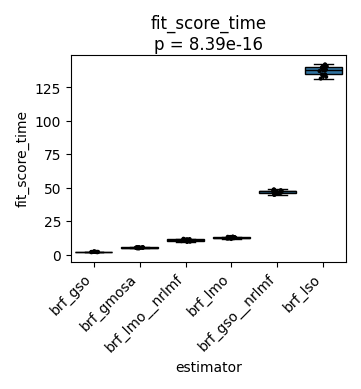 fit_score_time
p = 8.39e-16
fit_score_time
125
100
75
50
25
0
brf_gso
brf_gmosa
brf_lmo__nrlmf
brf_lmo
brf_gso__nrlmf
brf_lso
estimator